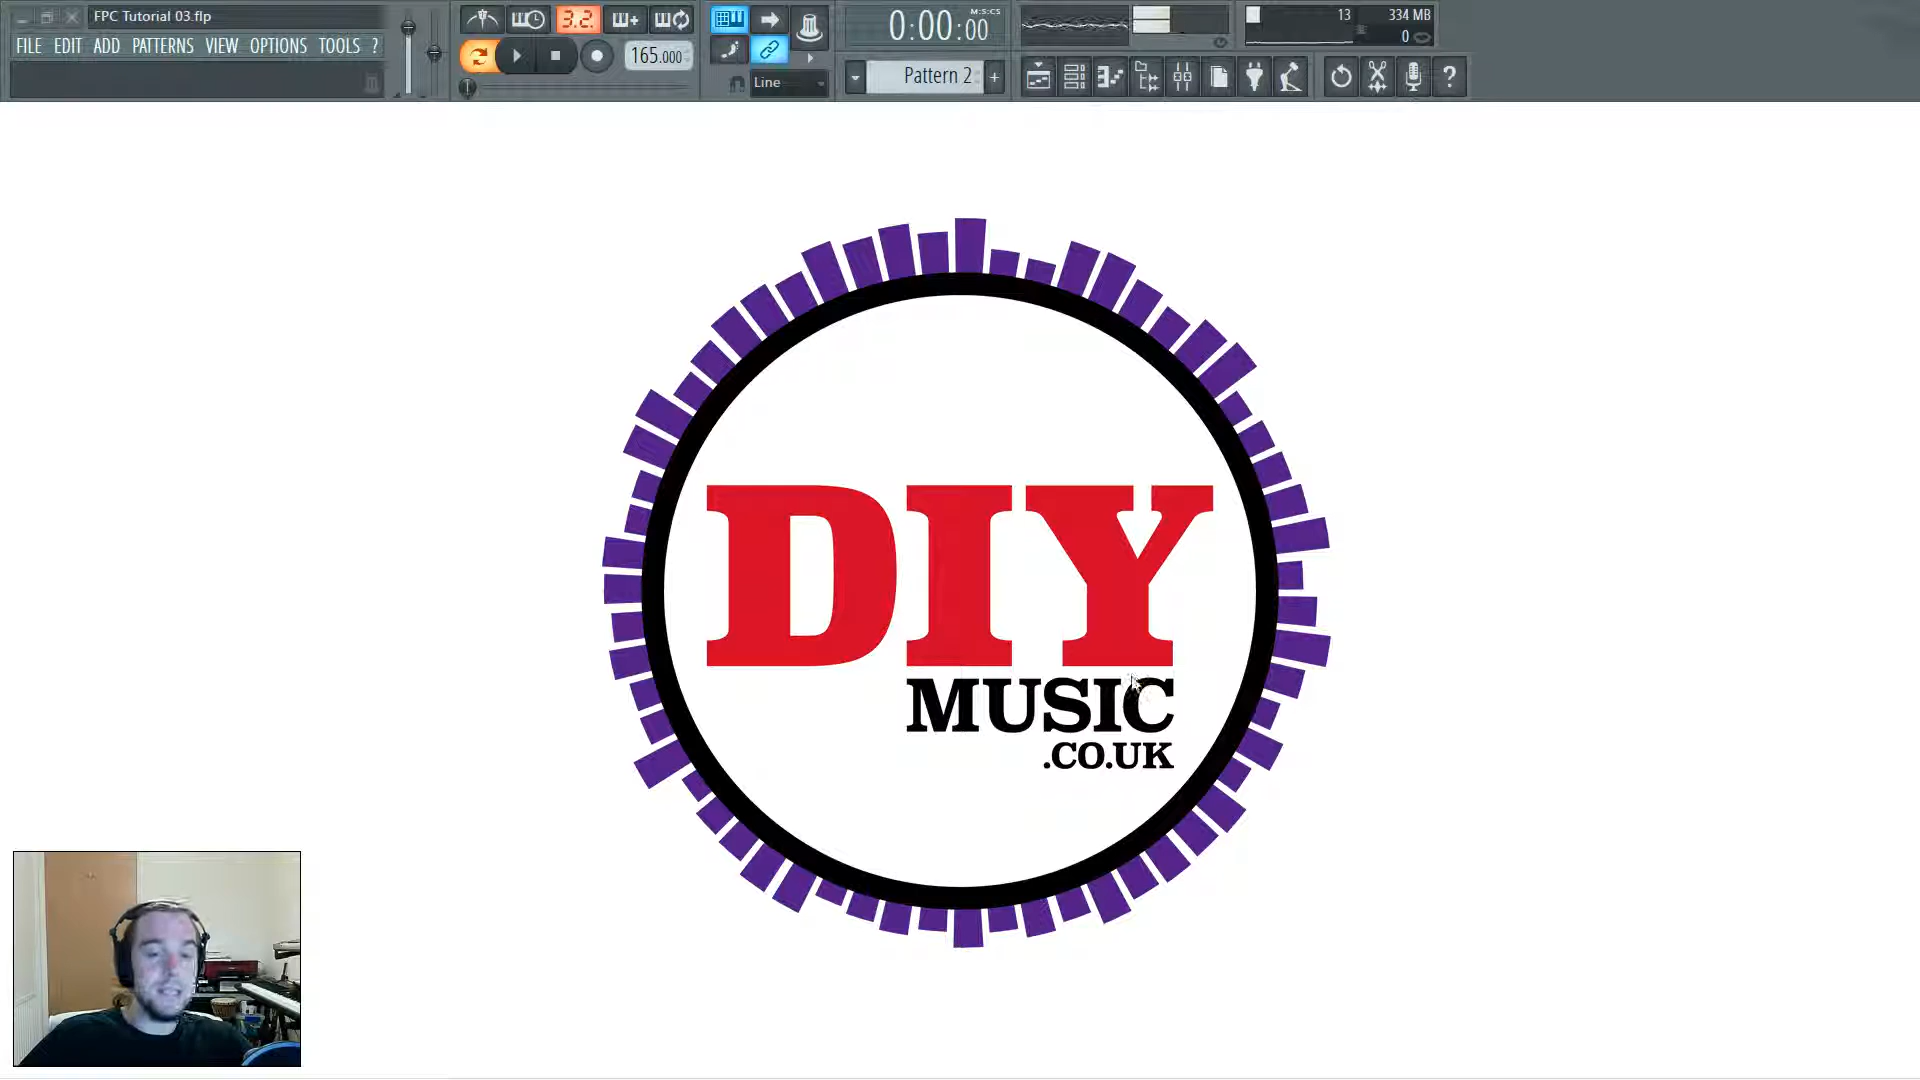 FPC Tutorial 03.flp
FILE EDIT ADD PATTERNS VIEW OPTIONS TOOLS ?
3.2.
165.000
Line
0:00:00
M:S:CS
Pattern 2
+
13
334 MB
0
?
DIY
MUSIC
.CO.UK